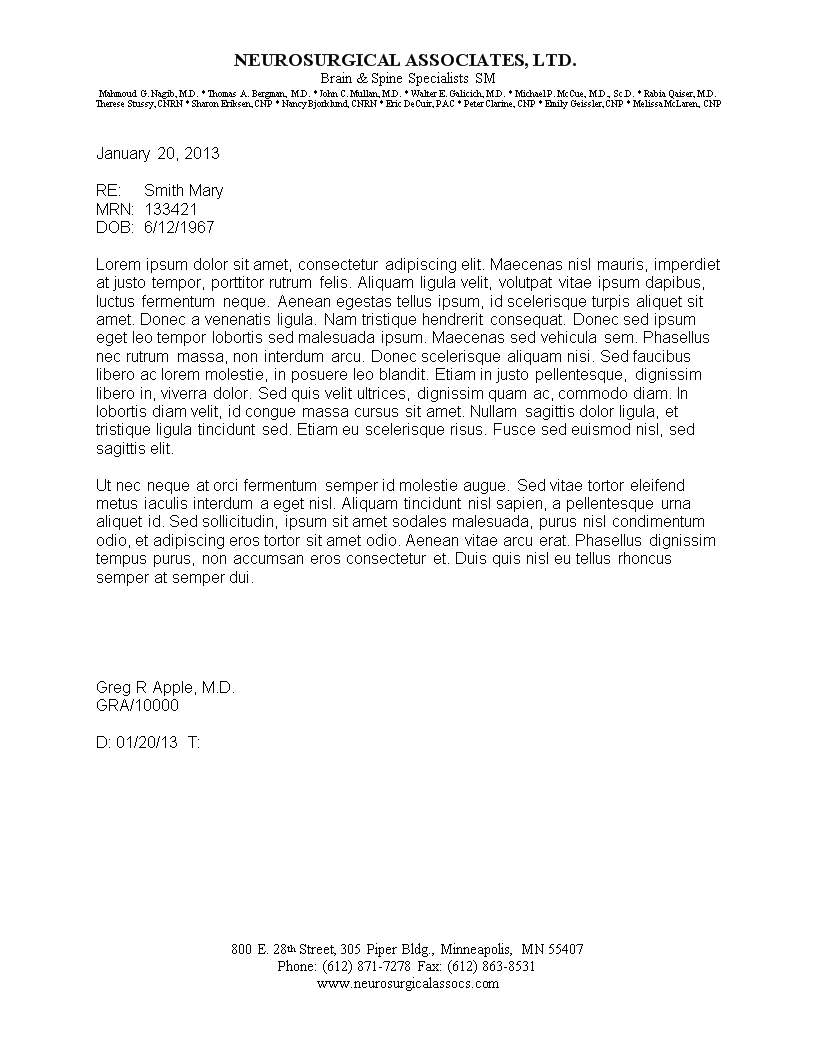 NEUROSURGICAL ASSOCIATES, LTD.
Brain & Spine Specialists SM
Mahmoud G. Nagib, M.D. * Thomas A. Bergman, M.D. * John C. Mullan, M.D. * Walter E. Galicich, M.D. * Michael P. McCue, M.D., Sc.D. * Rabia Qaiser, M.D.
Therese Stussy, CNRN * Sharon Eriksen, CNP * Nancy Bjorklund, CNRN * Eric DeCuir, PAC * Peter Clarine, CNP * Emily Geissler, CNP * Melissa McLaren, CNP
January 20, 2013
RE: Smith Mary
MRN: 133421
DOB: 6/12/1967
Lorem ipsum dolor sit amet, consectetur adipiscing elit. Maecenas nisl mauris, imperdiet
at justo tempor, porttitor rutrum felis. Aliquam ligula velit, volutpat vitae ipsum dapibus,
luctus fermentum neque. Aenean egestas tellus ipsum, id scelerisque turpis aliquet sit
amet. Donec a venenatis ligula. Nam tristique hendrerit consequat. Donec sed ipsum
eget leo tempor lobortis sed malesuada ipsum. Maecenas sed vehicula sem. Phasellus
nec rutrum massa, non interdum arcu. Donec scelerisque aliquam nisi. Sed faucibus
libero ac lorem molestie, in posuere leo blandit. Etiam in justo pellentesque, dignissim
libero in, viverra dolor. Sed quis velit ultrices, dignissim quam ac, commodo diam. In
lobortis diam velit, id congue massa cursus sit amet. Nullam sagittis dolor ligula, et
tristique ligula tincidunt sed. Etiam eu scelerisque risus. Fusce sed euismod nisl, sed
sagittis elit.
Ut nec neque at orci fermentum semper id molestie augue. Sed vitae tortor eleifend
metus iaculis interdum a eget nisl. Aliquam tincidunt nisl sapien, a pellentesque urna
aliquet id. Sed sollicitudin, ipsum sit amet sodales malesuada, purus nisl condimentum
odio, et adipiscing eros tortor sit amet odio. Aenean vitae arcu erat. Phasellus dignissim
tempus purus, non accumsan eros consectetur et. Duis quis nisl eu tellus rhoncus
semper at semper dui.
Greg R Apple, M.D.
GRA/10000
D: 01/20/13 T:
800 E. 28th Street, 305 Piper Bldg., Minneapolis, MN 55407
Phone: (612) 871-7278 Fax: (612) 863-8531
www.neurosurgicalassocs.com